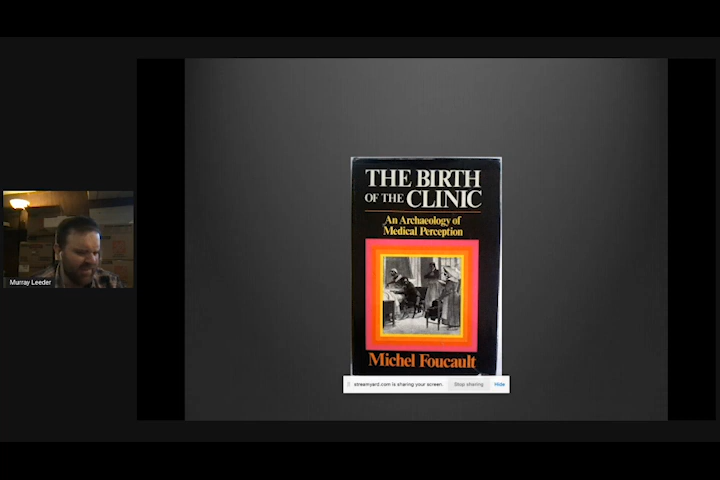 THE BIRTH
OF THE CLINIC
An Archaeology of
Medical Perception
Michel Foucault
Murray Leeder
streamyard.com is sharing your screen.
Stop sharing
Hide